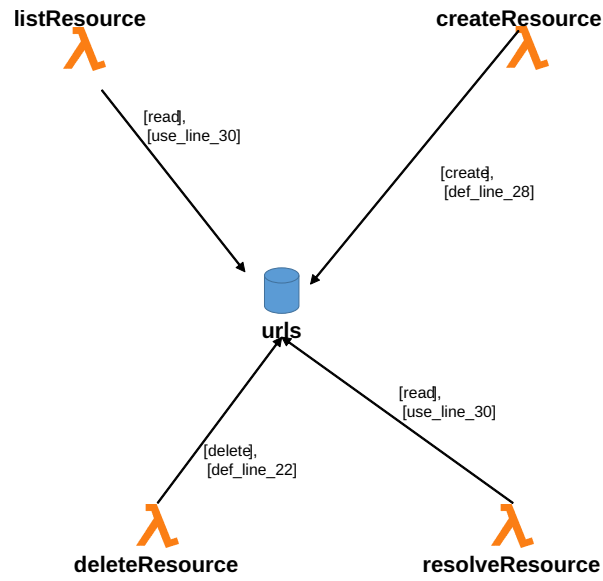 listResource
createResource
[read],
[use_line_30]
[create],
[def_line_28]
urls
[read],
[use_line_30]
[delete],
[def_line_22]
deleteResource
resolveResource